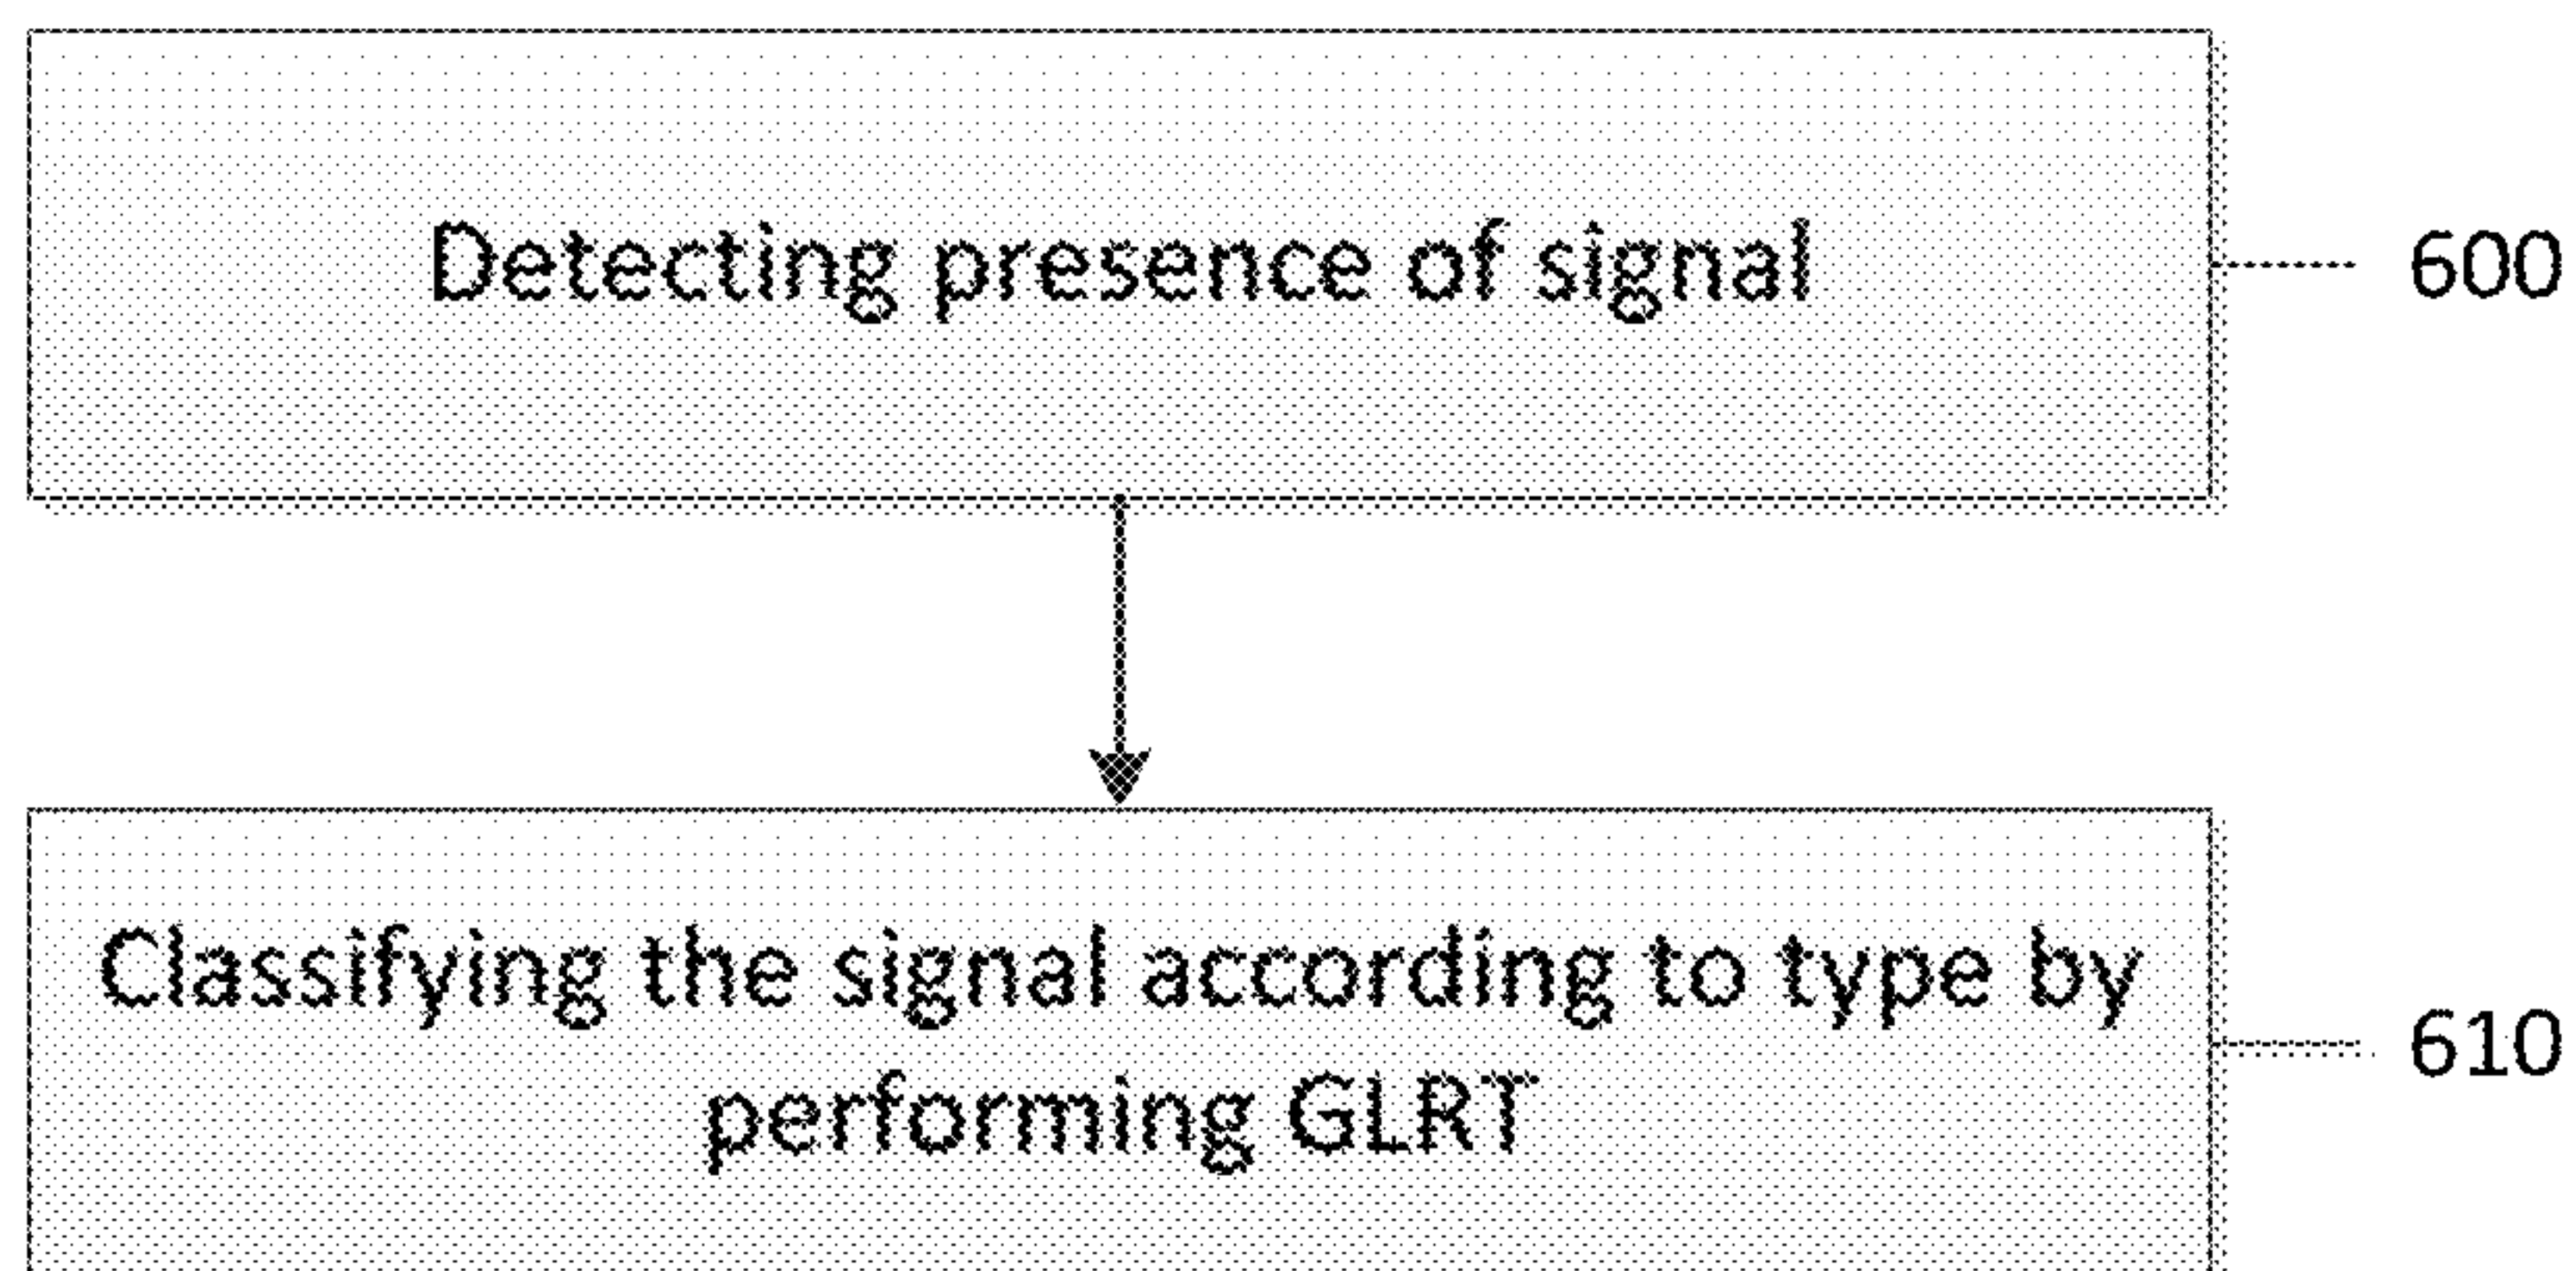 Detecting presence of signal
600
Classifying the signal according to type by
performing GLRT
610